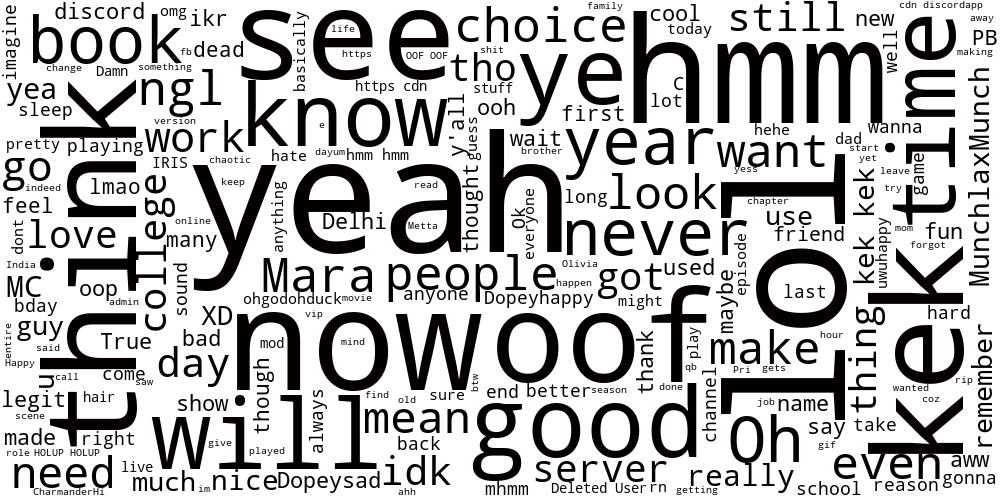 imagine
discord
omg
ikr
book
fb
dead
change
Damn
something
see
life
https
OOF OOF
basically
choice
shit
family
cool
today
still
new
cdn discordapp
away
PB
making
well
yea
sleep
ngl
know
https cdn
tho
stuff
ooh
yeh
hmm
first
C
lot
time
MunchlaxMunch
pretty
playing
version
work
chaotic
e
dayum
hmm hmm
hate
y'all
guess
wait
brother
year
hehe
want
dad
wanna
start
yet
go
indeed
think
IRIS
lmao
feel
college
keep
yeah
read
thought
Ok
everyone
long
look
yess
chapter
lol
use
friend
kek kek
game
leave
try
mom
fun
forgot
dont
love
India
online
many
anything
Delhi
Metta
never
episode
uwuhappy
MC
bday
oop
admin
sound
Mara
people
Olivia
happen
got
used
might
maybe
last
kek
hard
ohgodohduck
movie
anyone
Dopeyhappy
XD
vip
guy
said
entire
Happy
True
bad
now
mod
mind
oof
thank
play
qb
make
hour
Pri
gets
thing
remember
u
call
come
saw
day
though
find
old
sure
btw
end
better
season
done
channel
job
name
wanted
coz
rip
legit
scene
hair
show
always
mean
good
made
right
role
HOLUP HOLUP
will
give
played
back
Oh
say
gif
take
need
live
much
im
nice
Dopeysad
idk
ahh
mhmm
server
Deleted User
rn
getting
really
school
even
reason
aww
gonna
CharmanderHi